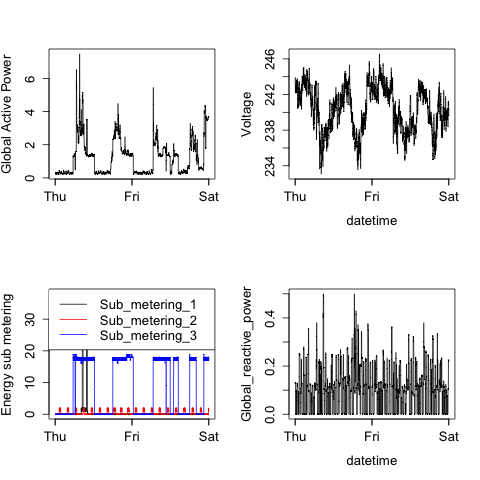 Global Active Power
6
4
2
0
Thu Fri Sat
Voltage
246
242
238
234
Thu Fri Sat
datetime
Energy sub metering
30
20
10
0
Sub_metering_1
Sub_metering_2
Sub_metering_3
Thu Fri Sat
Global_reactive_power
0.4
0.2
0.0
Thu Fri Sat
datetime